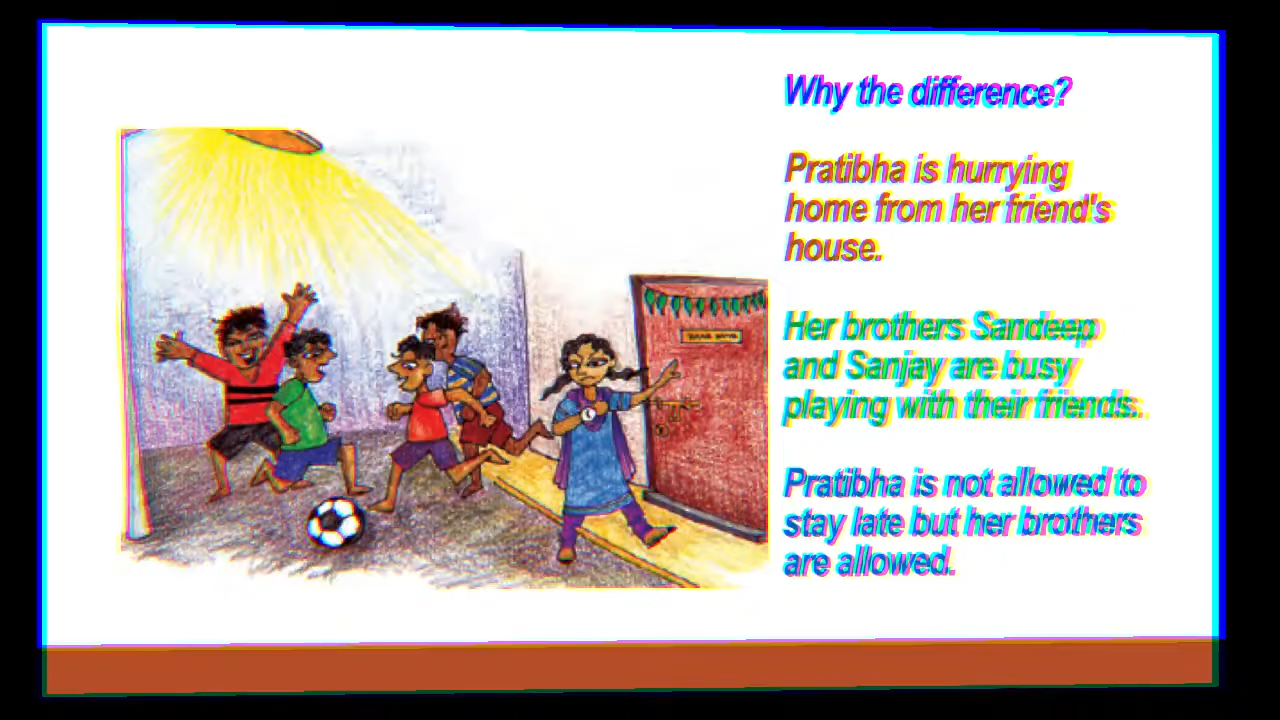 Why the difference?
Pratibha is hurrying
home from her friend's
house.
Her brothers Sandeep
and Sanjay are busy
playing with their friends.
Pratibha is not allowed to
stay late but her brothers
are allowed.